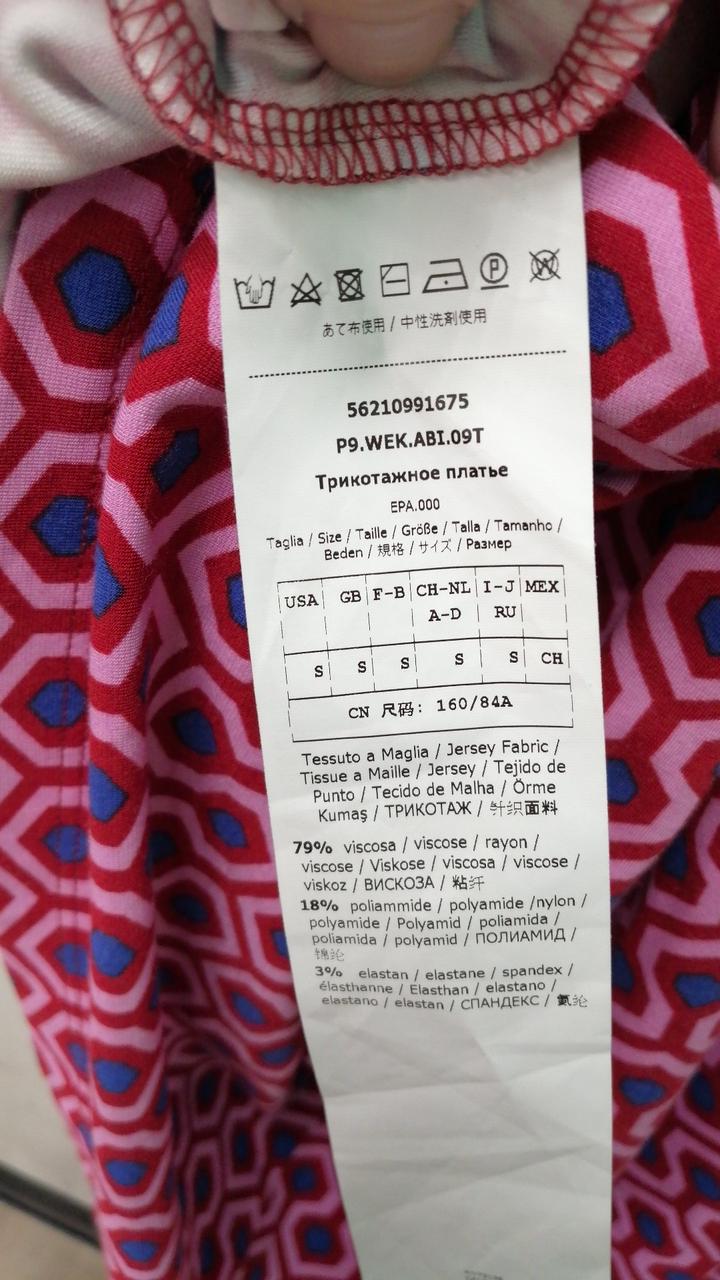 あて布使用 / 中性洗剤使用
56210991675
P9.WEK.ABI.09T
Трикотажное платье
EPA.000
Taglia / Size / Taille / Größe / Talla / Tamanho /
Beden / 規格 / サイズ / Размер
USA GB F-B CH-NL I-J MEX
A-D RU
S S S S S CH
CN 尺码: 160/84A
Tessuto a Maglia / Jersey Fabric /
Tissue a Maille / Jersey / Tejido de
Punto / Tecido de Malha / Örme
Kumaş / ТРИКОТАЖ / 针织面料
79% viscosa / viscose / rayon /
viscose / Viskose / viscosa / viscose /
viskoz / ВИСКОЗА / 粘纤
18% poliammide / polyamide /nylon /
polyamide / Polyamid / poliamida /
poliamida / polyamid / ПОЛИАМИД /
锦纶
3% elastan / elastane / spandex /
élasthanne / Elasthan / elastano /
elastano / elastan / СПАНДЕКС / 氨纶